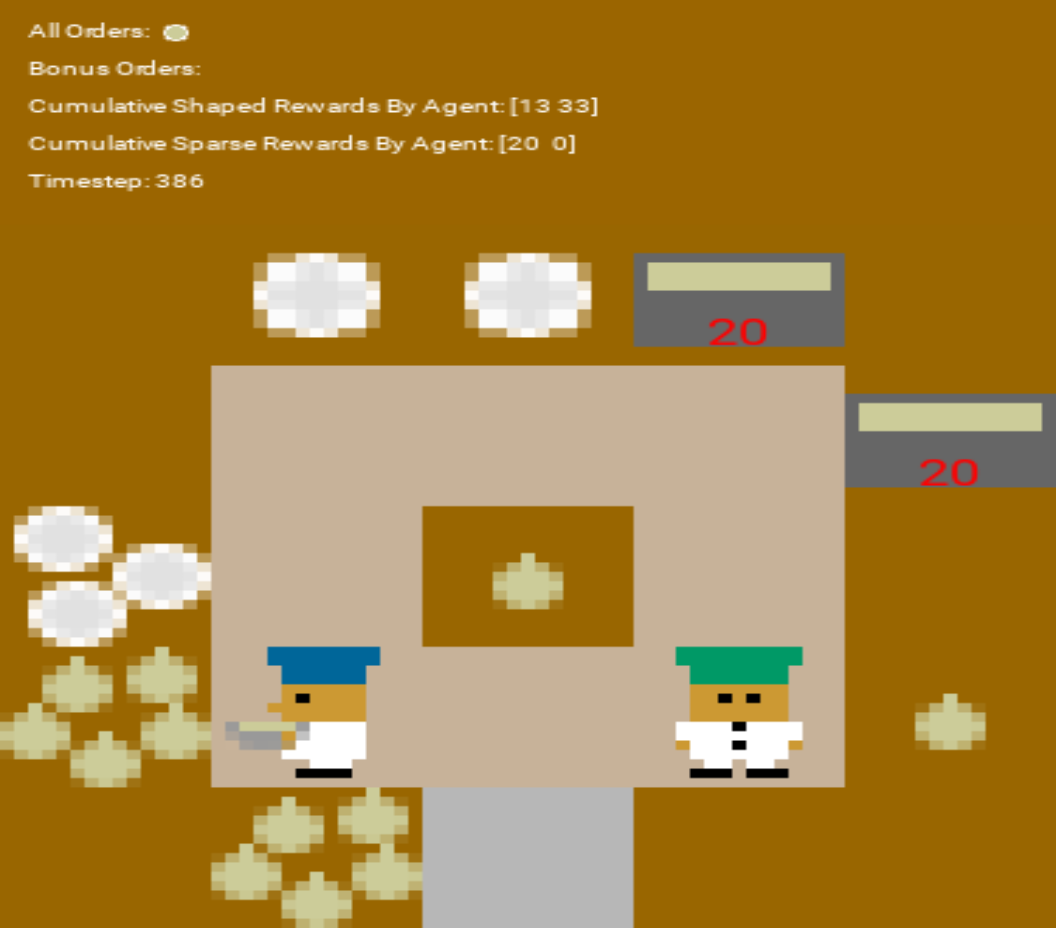 All Orders:
Bonus Orders:
Cumulative Shaped Rewards By Agent: [13 33]
Cumulative Sparse Rewards By Agent: [20  0]
Timestep: 386
20
20